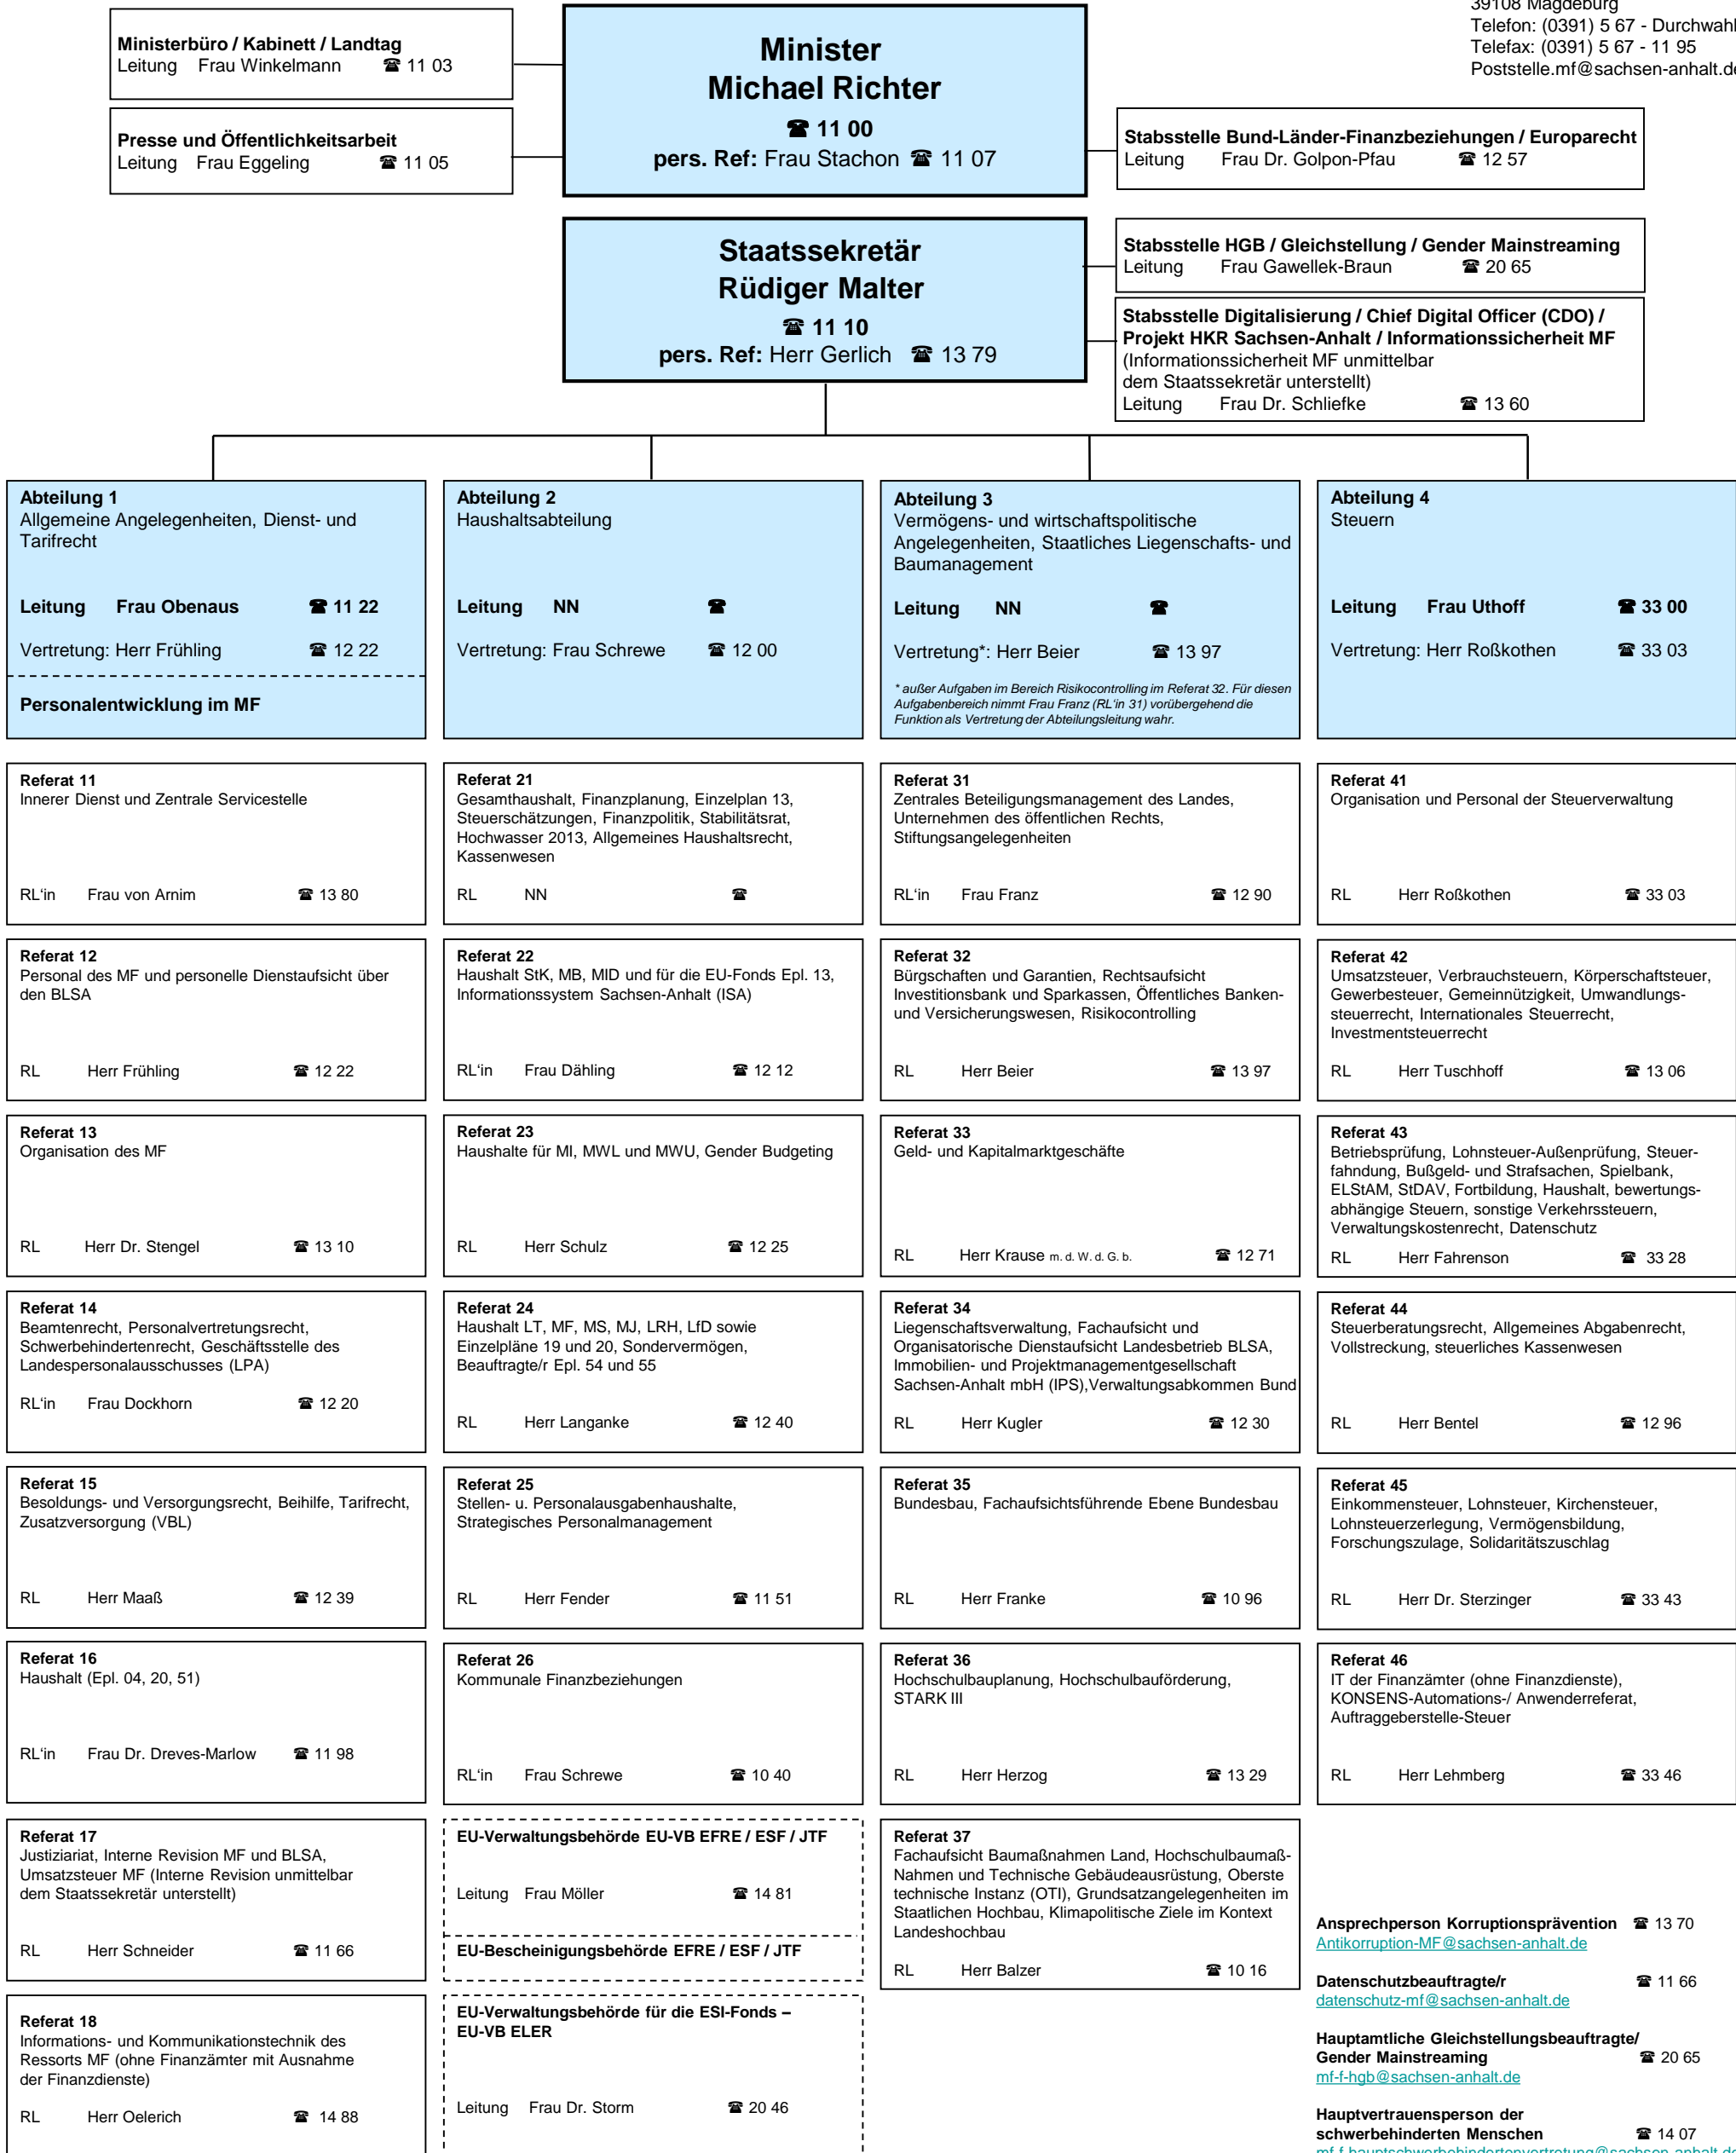 39108 Magdeburg
Telefon: (0391) 5 67 - Durchwahl
Telefax: (0391) 5 67 - 11 95
Poststelle.mf@sachsen-anhalt.de
Ministerbüro / Kabinett / Landtag
Leitung Frau Winkelmann ☎ 11 03
Presse und Öffentlichkeitsarbeit
Leitung Frau Eggeling ☎ 11 05
Minister
Michael Richter
☎ 11 00
pers. Ref: Frau Stachon ☎ 11 07
Stabsstelle Bund-Länder-Finanzbeziehungen / Europarecht
Leitung Frau Dr. Golpon-Pfau ☎ 12 57
Staatssekretär
Rüdiger Malter
☎ 11 10
pers. Ref: Herr Gerlich ☎ 13 79
Stabsstelle HGB / Gleichstellung / Gender Mainstreaming
Leitung Frau Gawellek-Braun ☎ 20 65
Stabsstelle Digitalisierung / Chief Digital Officer (CDO) /
Projekt HKR Sachsen-Anhalt / Informationssicherheit MF
(Informationssicherheit MF unmittelbar
dem Staatssekretär unterstellt)
Leitung Frau Dr. Schliefke ☎ 13 60
Abteilung 1
Allgemeine Angelegenheiten, Dienst- und
Tarifrecht
Leitung Frau Obenaus ☎ 11 22
Vertretung: Herr Frühling ☎ 12 22
Personalentwicklung im MF
Referat 11
Innerer Dienst und Zentrale Servicestelle
RL‘in Frau von Arnim ☎ 13 80
Referat 12
Personal des MF und personelle Dienstaufsicht über
den BLSA
RL Herr Frühling ☎ 12 22
Referat 13
Organisation des MF
RL Herr Dr. Stengel ☎ 13 10
Referat 14
Beamtenrecht, Personalvertretungsrecht,
Schwerbehindertenrecht, Geschäftsstelle des
Landespersonalausschusses (LPA)
RL‘in Frau Dockhorn ☎ 12 20
Referat 15
Besoldungs- und Versorgungsrecht, Beihilfe, Tarifrecht,
Zusatzversorgung (VBL)
RL Herr Maaß ☎ 12 39
Referat 16
Haushalt (Epl. 04, 20, 51)
RL‘in Frau Dr. Dreves-Marlow ☎ 11 98
Referat 17
Justiziariat, Interne Revision MF und BLSA,
Umsatzsteuer MF (Interne Revision unmittelbar
dem Staatssekretär unterstellt)
RL Herr Schneider ☎ 11 66
Referat 18
Informations- und Kommunikationstechnik des
Ressorts MF (ohne Finanzämter mit Ausnahme
der Finanzdienste)
RL Herr Oelerich ☎ 14 88
Abteilung 2
Haushaltsabteilung
Leitung NN ☎
Vertretung: Frau Schrewe ☎ 12 00
Referat 21
Gesamthaushalt, Finanzplanung, Einzelplan 13,
Steuerschätzungen, Finanzpolitik, Stabilitätsrat,
Hochwasser 2013, Allgemeines Haushaltsrecht,
Kassenwesen
RL NN ☎
Referat 22
Haushalt StK, MB, MID und für die EU-Fonds Epl. 13,
Informationssystem Sachsen-Anhalt (ISA)
RL‘in Frau Dähling ☎ 12 12
Referat 23
Haushalte für MI, MWL und MWU, Gender Budgeting
RL Herr Schulz ☎ 12 25
Referat 24
Haushalt LT, MF, MS, MJ, LRH, LfD sowie
Einzelpläne 19 und 20, Sondervermögen,
Beauftragte/r Epl. 54 und 55
RL Herr Langanke ☎ 12 40
Referat 25
Stellen- u. Personalausgabenhaushalte,
Strategisches Personalmanagement
RL Herr Fender ☎ 11 51
Referat 26
Kommunale Finanzbeziehungen
RL‘in Frau Schrewe ☎ 10 40
EU-Verwaltungsbehörde EU-VB EFRE / ESF / JTF
Leitung Frau Möller ☎ 14 81
EU-Bescheinigungsbehörde EFRE / ESF / JTF
EU-Verwaltungsbehörde für die ESI-Fonds –
EU-VB ELER
Leitung Frau Dr. Storm ☎ 20 46
Abteilung 3
Vermögens- und wirtschaftspolitische
Angelegenheiten, Staatliches Liegenschafts- und
Baumanagement
Leitung NN ☎
Vertretung*: Herr Beier ☎ 13 97
* außer Aufgaben im Bereich Risikocontrolling im Referat 32. Für diesen
Aufgabenbereich nimmt Frau Franz (RL‘in 31) vorübergehend die
Funktion als Vertretung der Abteilungsleitung wahr.
Referat 31
Zentrales Beteiligungsmanagement des Landes,
Unternehmen des öffentlichen Rechts,
Stiftungsangelegenheiten
RL‘in Frau Franz ☎ 12 90
Referat 32
Bürgschaften und Garantien, Rechtsaufsicht
Investitionsbank und Sparkassen, Öffentliches Banken-
und Versicherungswesen, Risikocontrolling
RL Herr Beier ☎ 13 97
Referat 33
Geld- und Kapitalmarktgeschäfte
RL Herr Krause m. d. W. d. G. b. ☎ 12 71
Referat 34
Liegenschaftsverwaltung, Fachaufsicht und
Organisatorische Dienstaufsicht Landesbetrieb BLSA,
Immobilien- und Projektmanagementgesellschaft
Sachsen-Anhalt mbH (IPS),Verwaltungsabkommen Bund
RL Herr Kugler ☎ 12 30
Referat 35
Bundesbau, Fachaufsichtsführende Ebene Bundesbau
RL Herr Franke ☎ 10 96
Referat 36
Hochschulbauplanung, Hochschulbauförderung,
STARK III
RL Herr Herzog ☎ 13 29
Referat 37
Fachaufsicht Baumaßnahmen Land, Hochschulbaumaß-
Nahmen und Technische Gebäudeausrüstung, Oberste
technische Instanz (OTI), Grundsatzangelegenheiten im
Staatlichen Hochbau, Klimapolitische Ziele im Kontext
Landeshochbau
RL Herr Balzer ☎ 10 16
Abteilung 4
Steuern
Leitung Frau Uthoff ☎ 33 00
Vertretung: Herr Roßkothen ☎ 33 03
Referat 41
Organisation und Personal der Steuerverwaltung
RL Herr Roßkothen ☎ 33 03
Referat 42
Umsatzsteuer, Verbrauchsteuern, Körperschaftsteuer,
Gewerbesteuer, Gemeinnützigkeit, Umwandlungs-
steuerrecht, Internationales Steuerrecht,
Investmentsteuerrecht
RL Herr Tuschhoff ☎ 13 06
Referat 43
Betriebsprüfung, Lohnsteuer-Außenprüfung, Steuer-
fahndung, Bußgeld- und Strafsachen, Spielbank,
ELStAM, StDAV, Fortbildung, Haushalt, bewertungs-
abhängige Steuern, sonstige Verkehrssteuern,
Verwaltungskostenrecht, Datenschutz
RL Herr Fahrenson ☎ 33 28
Referat 44
Steuerberatungsrecht, Allgemeines Abgabenrecht,
Vollstreckung, steuerliches Kassenwesen
RL Herr Bentel ☎ 12 96
Referat 45
Einkommensteuer, Lohnsteuer, Kirchensteuer,
Lohnsteuerzerlegung, Vermögensbildung,
Forschungszulage, Solidaritätszuschlag
RL Herr Dr. Sterzinger ☎ 33 43
Referat 46
IT der Finanzämter (ohne Finanzdienste),
KONSENS-Automations-/ Anwenderreferat,
Auftraggeberstelle-Steuer
RL Herr Lehmberg ☎ 33 46
Ansprechperson Korruptionsprävention ☎ 13 70
Antikorruption-MF@sachsen-anhalt.de
Datenschutzbeauftragte/r ☎ 11 66
datenschutz-mf@sachsen-anhalt.de
Hauptamtliche Gleichstellungsbeauftragte/
Gender Mainstreaming ☎ 20 65
mf-f-hgb@sachsen-anhalt.de
Hauptvertrauensperson der
schwerbehinderten Menschen ☎ 14 07
mf-f-hauptschwerbehindertenvertretung@sachsen-anhalt.de